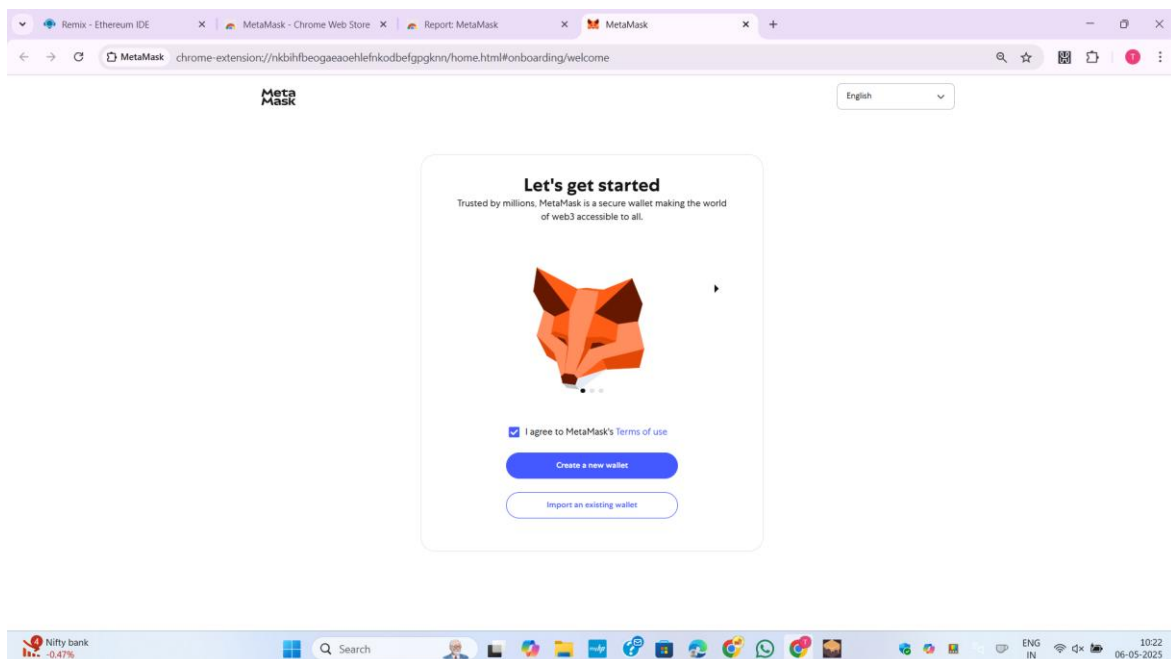 Remix - Ethereum IDE
MetaMask - Chrome Web Store
Report: MetaMask
MetaMask
MetaMask chrome-extension://nkbihfbeogaeaoehlefnkodbefgpgknn/home.html#onboarding/welcome
T
Meta
Mask
English
Let's get started
Trusted by millions, MetaMask is a secure wallet making the world
of web3 accessible to all.
I agree to MetaMask's Terms of use
Create a new wallet
Import an existing wallet
4
Nifty bank
-0.47%
Search
ENG
IN
10:22
06-05-2025